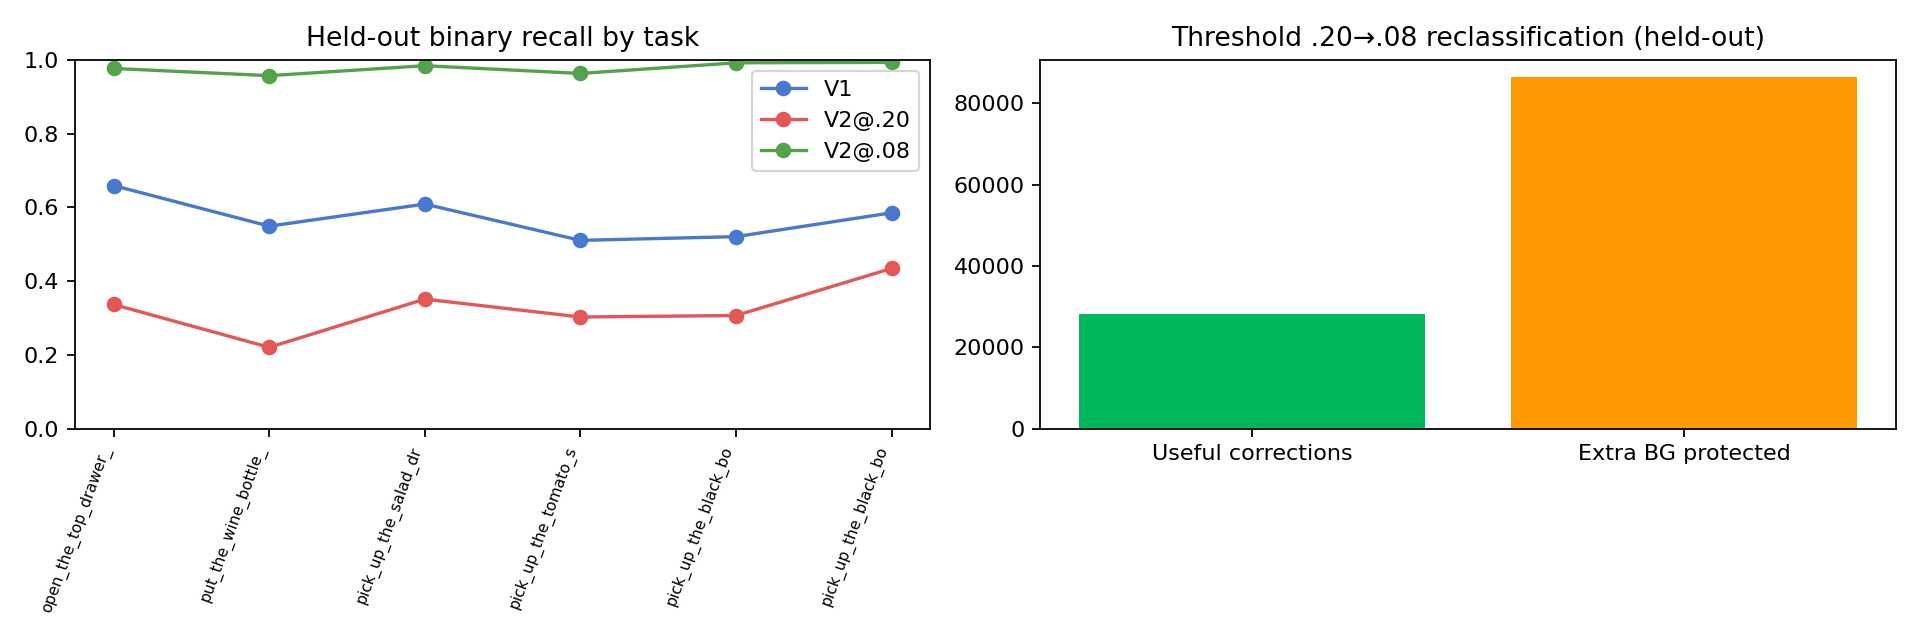 Held-out binary recall by task
1.0
0.8
0.6
0.4
0.2
0.0
V1
V2@.20
V2@.08
open_the_top_drawer_
put_the_wine_bottle_
pick_up_the_salad_dr
pick_up_the_tomato_s
pick_up_the_black_bo
pick_up_the_black_bo
Threshold .20→.08 reclassification (held-out)
80000
60000
40000
20000
0
Useful corrections
Extra BG protected